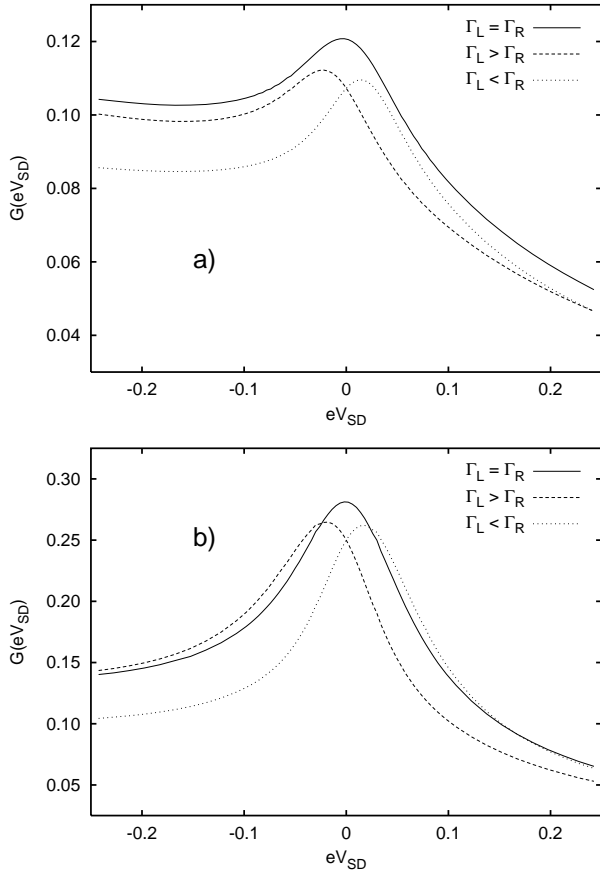 0.12
0.10
0.08
0.06
0.04
G(eV_SD)
Γ_L = Γ_R
Γ_L > Γ_R
Γ_L < Γ_R
a)
-0.2 -0.1 0 0.1 0.2
eV_SD
0.30
0.25
0.20
0.15
0.10
0.05
G(eV_SD)
Γ_L = Γ_R
Γ_L > Γ_R
Γ_L < Γ_R
b)
-0.2 -0.1 0 0.1 0.2
eV_SD